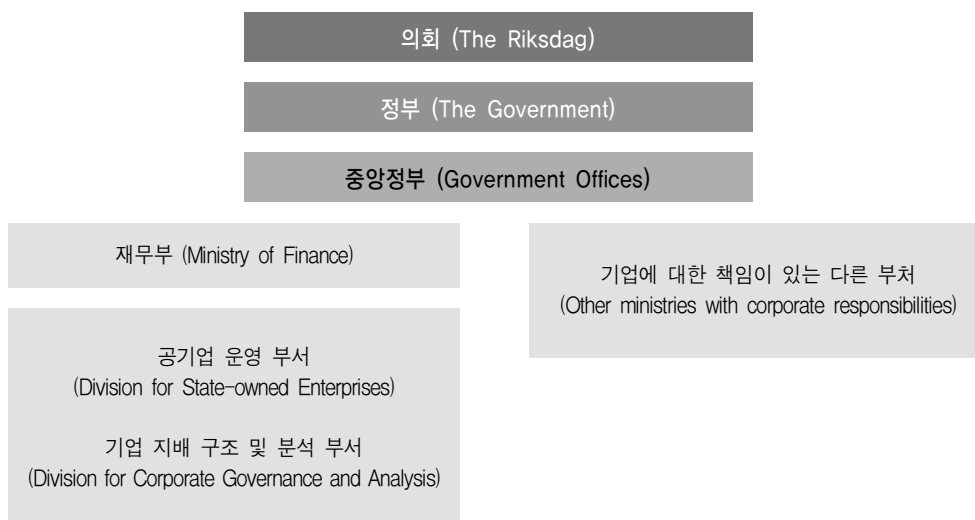 의회 (The Riksdag)
정부 (The Government)
중앙정부 (Government Offices)
재무부 (Ministry of Finance)
기업에 대한 책임이 있는 다른 부처
(Other ministries with corporate responsibilities)
공기업 운영 부서
(Division for State-owned Enterprises)
기업 지배 구조 및 분석 부서
(Division for Corporate Governance and Analysis)